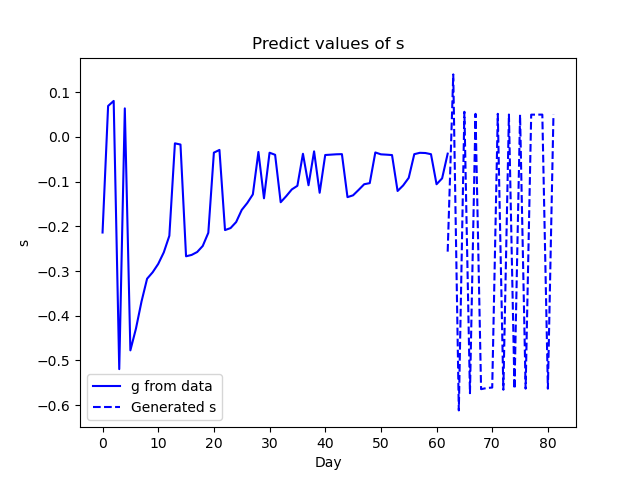 Predict values of s
s
0.1
0.0
−0.1
−0.2
−0.3
−0.4
−0.5
−0.6
g from data
Generated s
0 10 20 30 40 50 60 70 80
Day